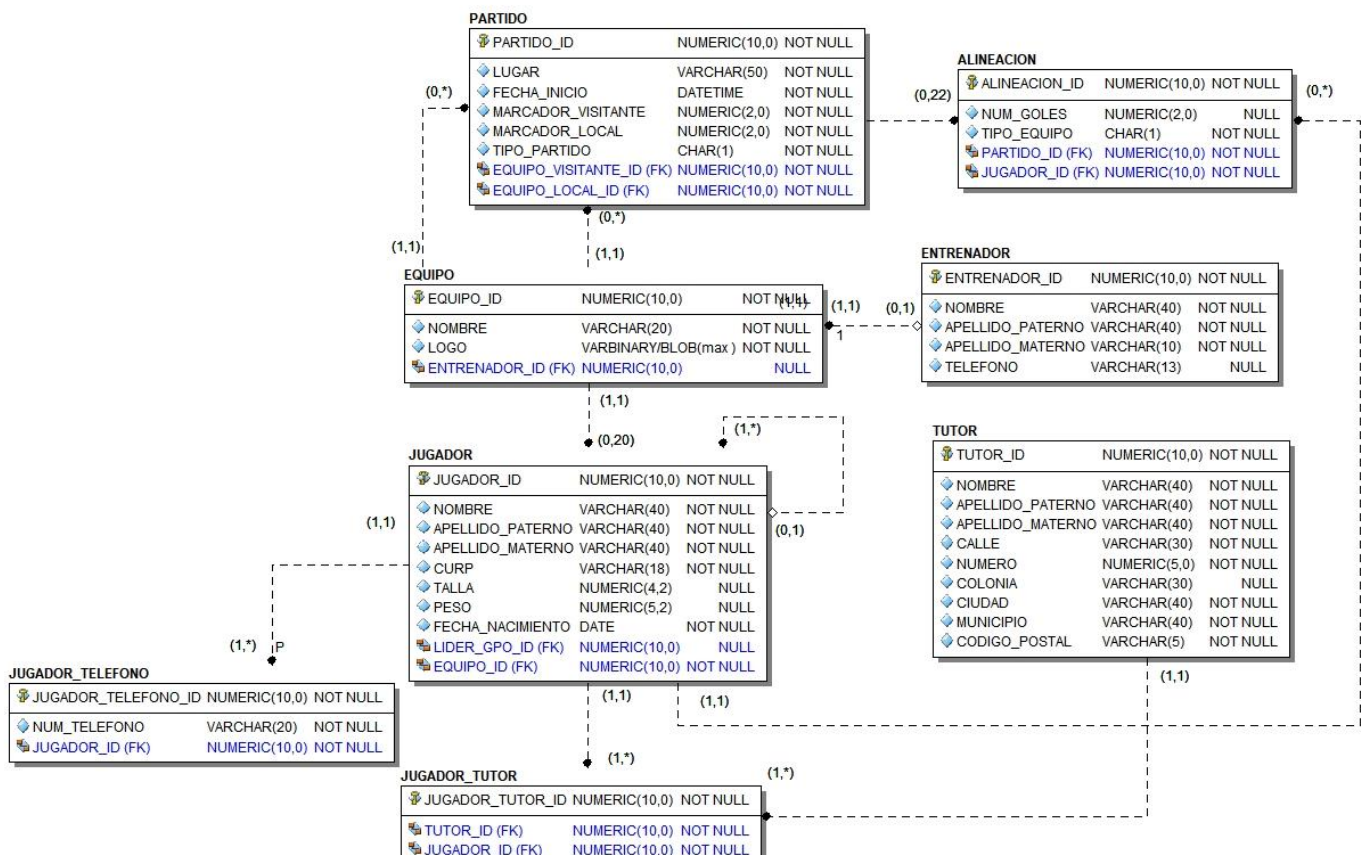 PARTIDO
PARTIDO_ID NUMERIC(10,0) NOT NULL
LUGAR VARCHAR(50) NOT NULL
FECHA_INICIO DATETIME NOT NULL
MARCADOR_VISITANTE NUMERIC(2,0) NOT NULL
MARCADOR_LOCAL NUMERIC(2,0) NOT NULL
TIPO_PARTIDO CHAR(1) NOT NULL
EQUIPO_VISITANTE_ID (FK) NUMERIC(10,0) NOT NULL
EQUIPO_LOCAL_ID (FK) NUMERIC(10,0) NOT NULL
(0,*)
(0,22)
ALINEACION
ALINEACION_ID NUMERIC(10,0) NOT NULL
NUM_GOLES NUMERIC(2,0) NULL
TIPO_EQUIPO CHAR(1) NOT NULL
PARTIDO_ID (FK) NUMERIC(10,0) NOT NULL
JUGADOR_ID (FK) NUMERIC(10,0) NOT NULL
(0,*)
(0,*)
(1,1)
(1,1)
EQUIPO
EQUIPO_ID NUMERIC(10,0) NOT NULL
NOMBRE VARCHAR(20) NOT NULL
LOGO VARBINARY/BLOB(max ) NOT NULL
ENTRENADOR_ID (FK) NUMERIC(10,0) NULL
(1,1)
(1,1)
1
(0,1)
ENTRENADOR
ENTRENADOR_ID NUMERIC(10,0) NOT NULL
NOMBRE VARCHAR(40) NOT NULL
APELLIDO_PATERNO VARCHAR(40) NOT NULL
APELLIDO_MATERNO VARCHAR(10) NOT NULL
TELEFONO VARCHAR(13) NULL
(1,1)
(0,20)
(1,*)
(0,1)
JUGADOR
JUGADOR_ID NUMERIC(10,0) NOT NULL
NOMBRE VARCHAR(40) NOT NULL
APELLIDO_PATERNO VARCHAR(40) NOT NULL
APELLIDO_MATERNO VARCHAR(40) NOT NULL
CURP VARCHAR(18) NOT NULL
TALLA NUMERIC(4,2) NULL
PESO NUMERIC(5,2) NULL
FECHA_NACIMIENTO DATE NOT NULL
LIDER_GPO_ID (FK) NUMERIC(10,0) NULL
EQUIPO_ID (FK) NUMERIC(10,0) NOT NULL
TUTOR
TUTOR_ID NUMERIC(10,0) NOT NULL
NOMBRE VARCHAR(40) NOT NULL
APELLIDO_PATERNO VARCHAR(40) NOT NULL
APELLIDO_MATERNO VARCHAR(40) NOT NULL
CALLE VARCHAR(30) NOT NULL
NUMERO NUMERIC(5,0) NOT NULL
COLONIA VARCHAR(30) NULL
CIUDAD VARCHAR(40) NOT NULL
MUNICIPIO VARCHAR(40) NOT NULL
CODIGO_POSTAL VARCHAR(5) NOT NULL
(1,1)
(1,*)
P
JUGADOR_TELEFONO
JUGADOR_TELEFONO_ID NUMERIC(10,0) NOT NULL
NUM_TELEFONO VARCHAR(20) NOT NULL
JUGADOR_ID (FK) NUMERIC(10,0) NOT NULL
(1,1)
(1,1)
(1,1)
(1,*)
(1,*)
JUGADOR_TUTOR
JUGADOR_TUTOR_ID NUMERIC(10,0) NOT NULL
TUTOR_ID (FK) NUMERIC(10,0) NOT NULL
JUGADOR_ID (FK) NUMERIC(10,0) NOT NULL